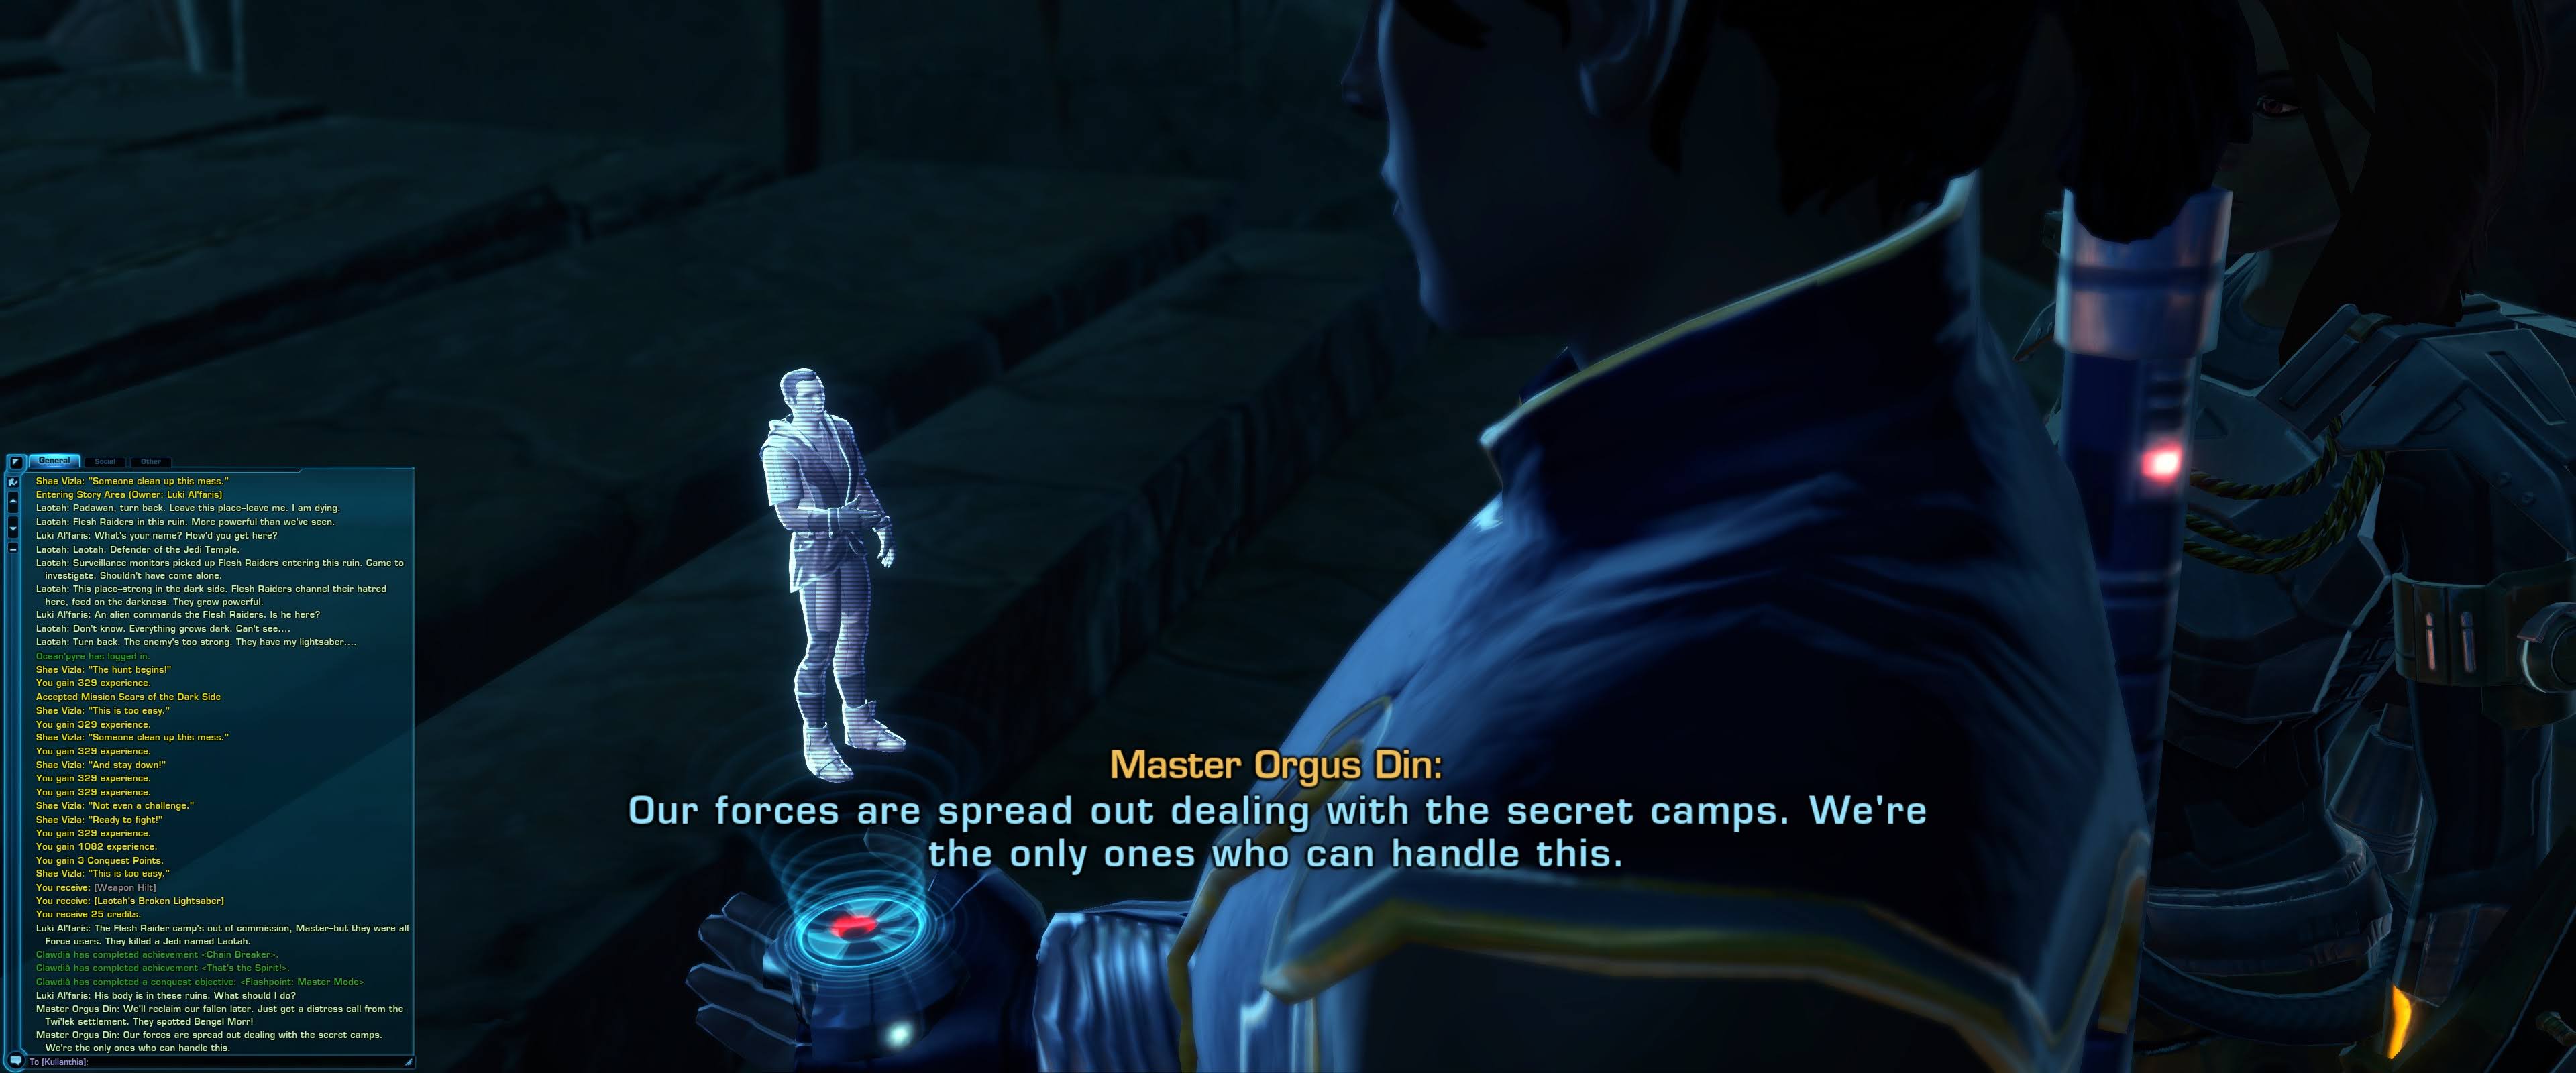 General Social Other
Shae Vizla: "Someone clean up this mess."
Entering Story Area (Owner: Luki Al'faris)
Laotah: Padawan, turn back. Leave this place—leave me. I am dying.
Laotah: Flesh Raiders in this ruin. More powerful than we've seen.
Luki Al'faris: What's your name? How'd you get here?
Laotah: Laotah. Defender of the Jedi Temple.
Laotah: Surveillance monitors picked up Flesh Raiders entering this ruin. Came to
investigate. Shouldn't have come alone.
Laotah: This place—strong in the dark side. Flesh Raiders channel their hatred
here, feed on the darkness. They grow powerful.
Luki Al'faris: An alien commands the Flesh Raiders. Is he here?
Laotah: Don't know. Everything grows dark. Can't see....
Laotah: Turn back. The enemy's too strong. They have my lightsaber....
Ocean'pyre has logged in.
Shae Vizla: "The hunt begins!"
You gain 329 experience.
Accepted Mission Scars of the Dark Side
Shae Vizla: "This is too easy."
You gain 329 experience.
Shae Vizla: "Someone clean up this mess."
You gain 329 experience.
Shae Vizla: "And stay down!"
You gain 329 experience.
You gain 329 experience.
Shae Vizla: "Not even a challenge."
Shae Vizla: "Ready to fight!"
You gain 329 experience.
You gain 1082 experience.
You gain 3 Conquest Points.
Shae Vizla: "This is too easy."
You receive: [Weapon Hilt]
You receive: [Laotah's Broken Lightsaber]
You receive 25 credits.
Luki Al'faris: The Flesh Raider camp's out of commission, Master—but they were all
Force users. They killed a Jedi named Laotah.
Clawdiâ has completed achievement <Chain Breaker>.
Clawdiâ has completed achievement <That's the Spirit!>.
Clawdiâ has completed a conquest objective: <Flashpoint: Master Mode>
Luki Al'faris: His body is in these ruins. What should I do?
Master Orgus Din: We'll reclaim our fallen later. Just got a distress call from the
Twi'lek settlement. They spotted Bengel Morr!
Master Orgus Din: Our forces are spread out dealing with the secret camps.
We're the only ones who can handle this.
To [Kullanthia]:
Master Orgus Din:
Our forces are spread out dealing with the secret camps. We're
the only ones who can handle this.